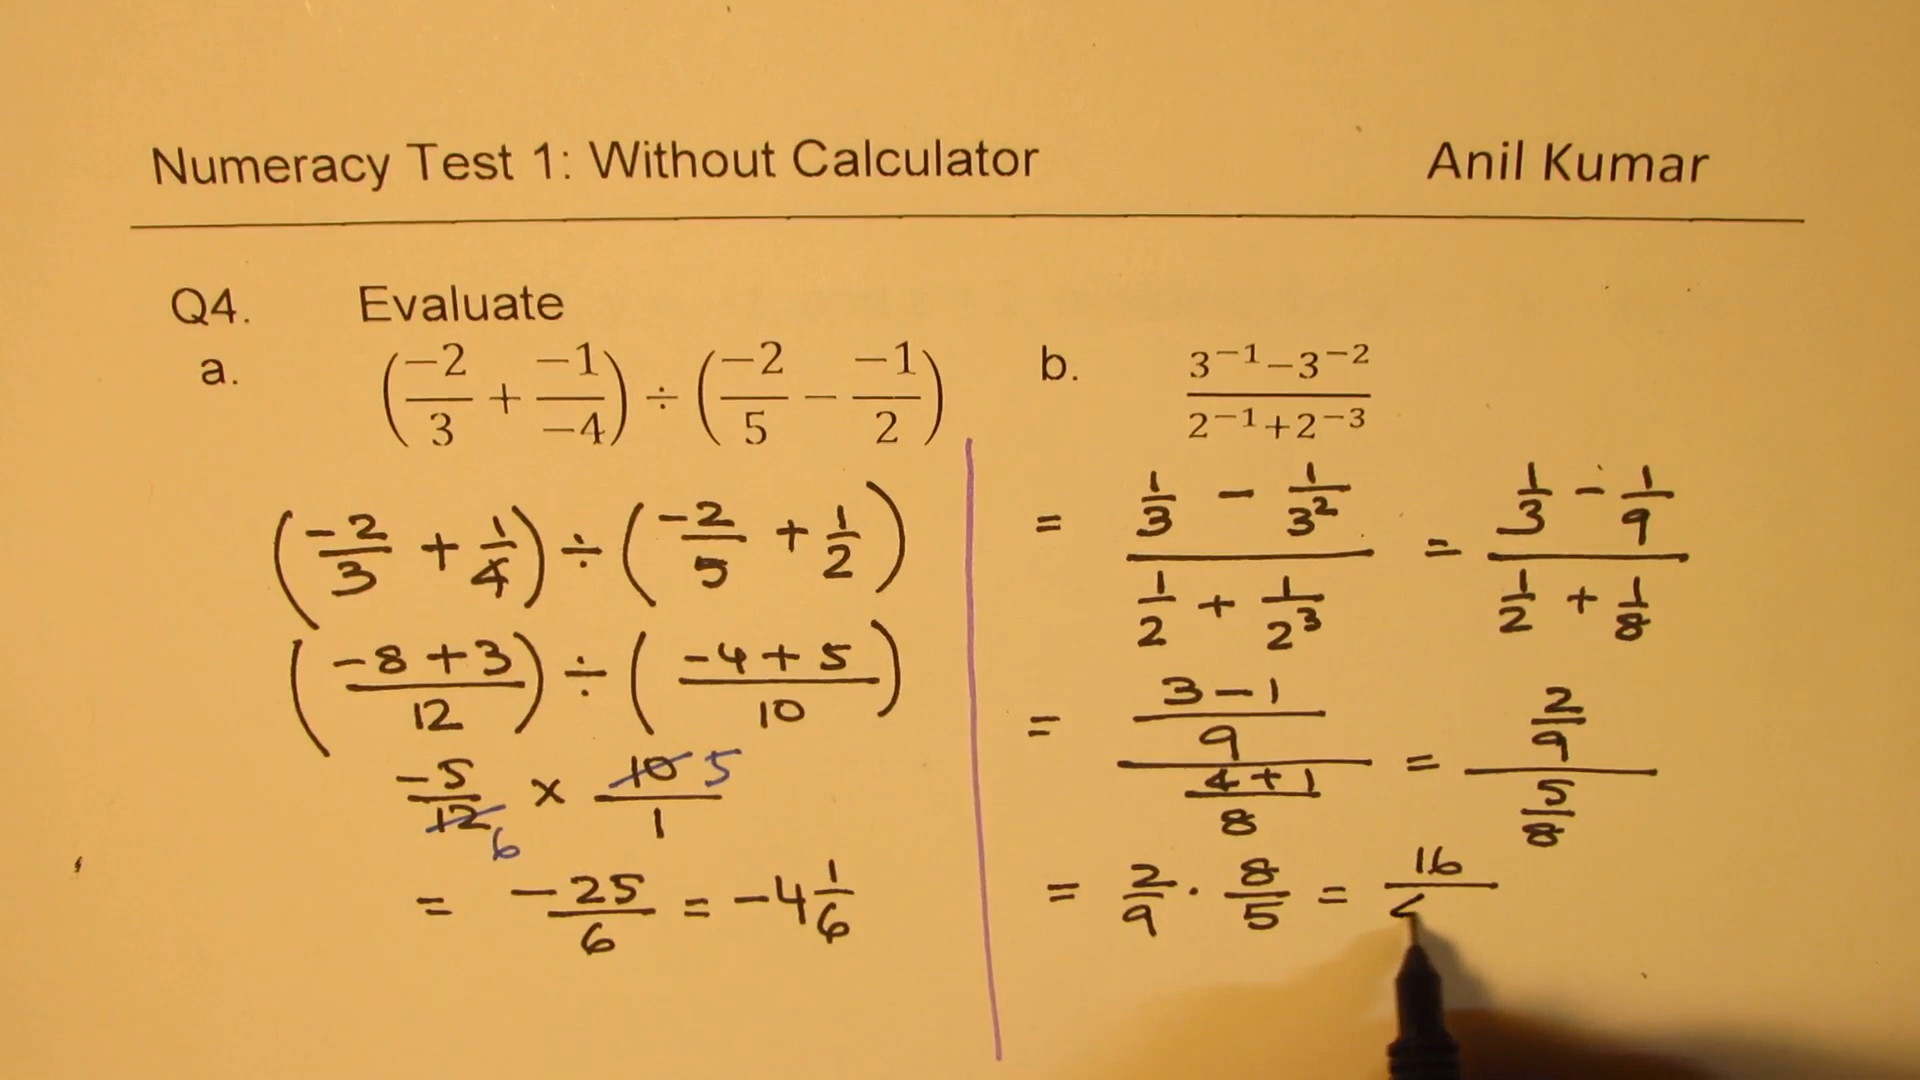 Numeracy Test 1: Without Calculator Anil Kumar
Q4. Evaluate
a. (-2/3 + -1/-4) ÷ (-2/5 - -1/2)
(-2/3 + 1/4) ÷ (-2/5 + 1/2)
(-8+3/12) ÷ (-4+5/10)
-5/12 6 × 10 5/1
= -25/6 = -4 1/6
b. 3⁻¹-3⁻²/2⁻¹+2⁻³
= 1/3 - 1/3²/1/2 + 1/2³ = 1/3 - 1/9/1/2 + 1/8
= 3-1/9/4+1/8 = 2/9/5/8
= 2/9 · 8/5 = 16/